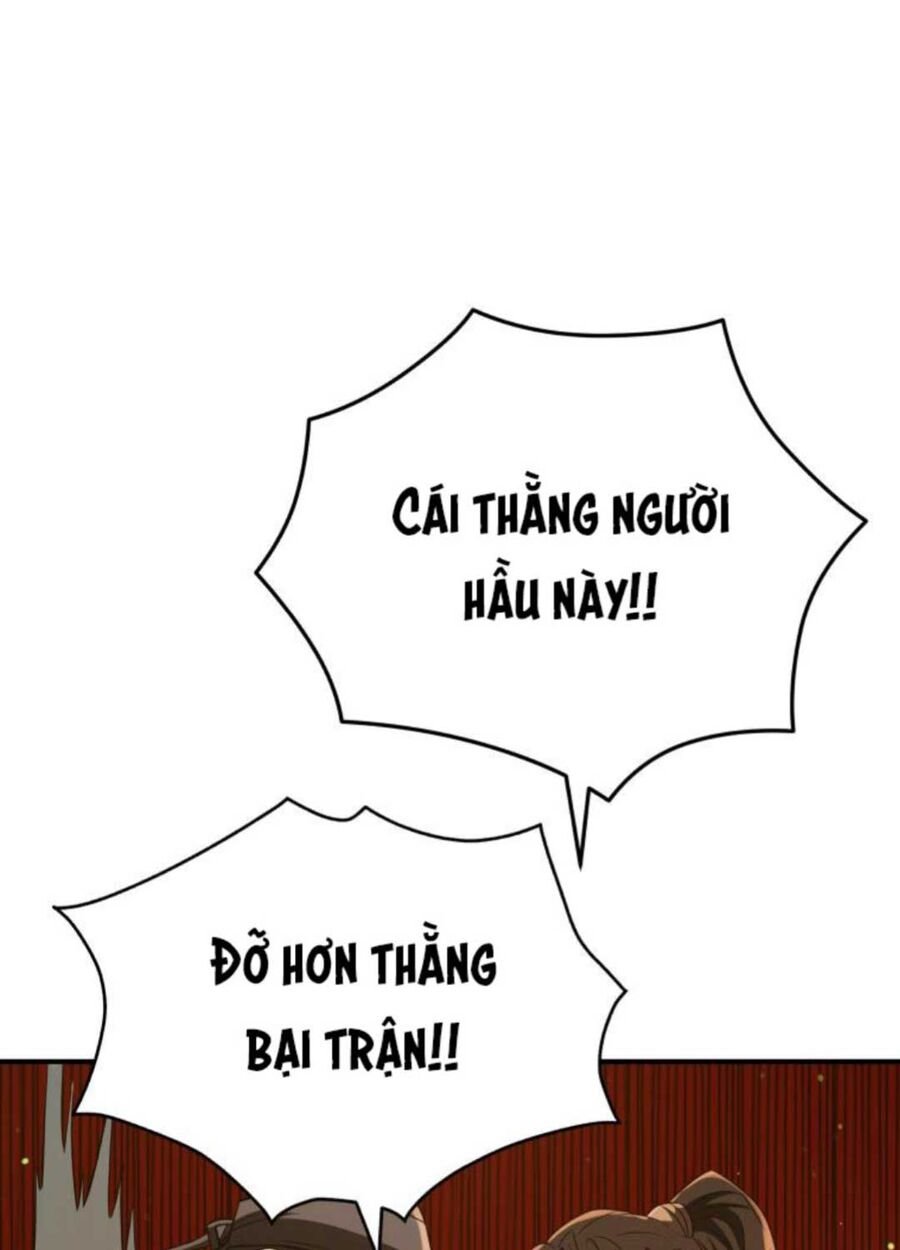 CÁI THẰNG NGƯỜI
HẦU NÀY!!
ĐỠ HƠN THẰNG
BẠI TRẬN!!